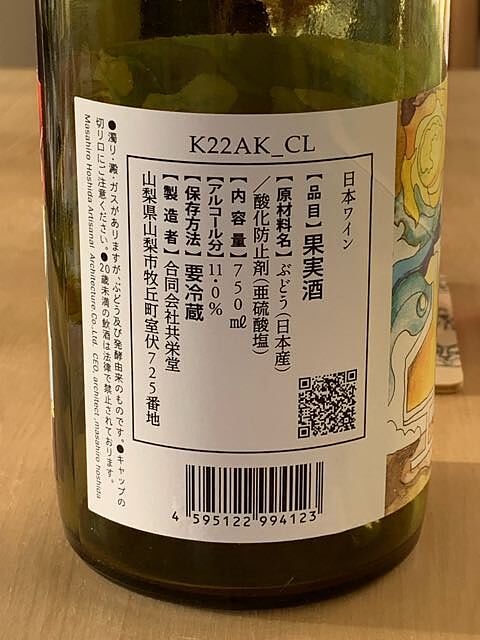 K22AK_CL
日本ワイン
【品目】果実酒
【原材料名】ぶどう(日本産)
／酸化防止剤(亜硫酸塩)
【内容量】750㎖
【アルコール分】11.0%
【保存方法】要冷蔵
【製造者】合同会社共栄堂
山梨県山梨市牧丘町室伏725番地
●濁り・澱・ガスがありますが、ぶどう及び発酵由来のものです。●キャップの
切り口にご注意ください。●20歳未満の飲酒は法律で禁止されております。
Masahiro Hoshida Artisanal Architecture.Co.,Ltd. CEO, architect ,masahiro hoshida
4 595122 994123